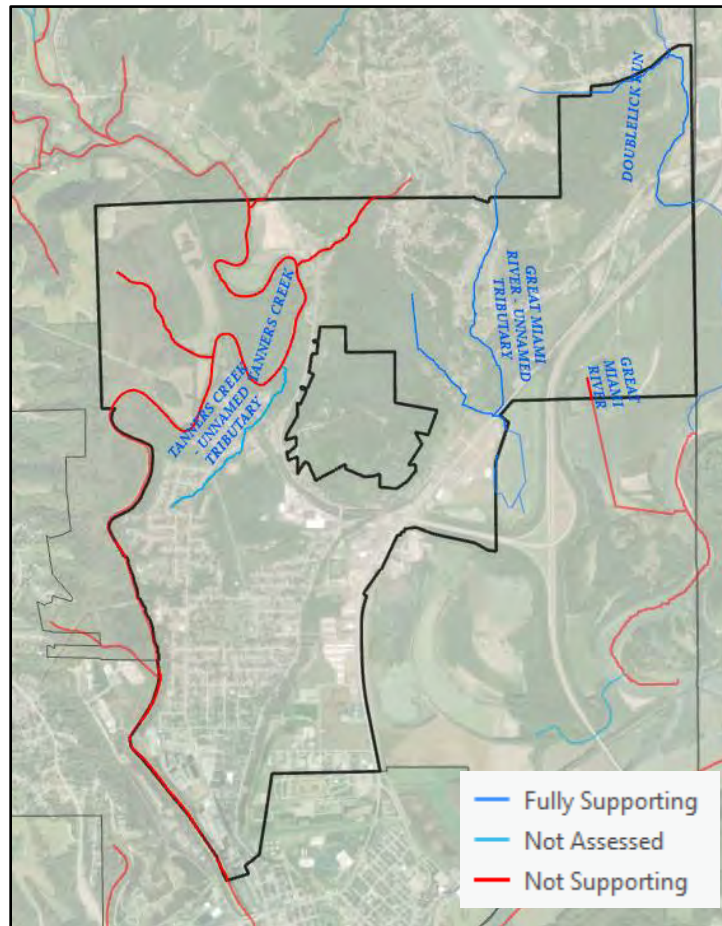 DOUBLELICK RUN
GREAT MIAMI
RIVER - UNNAMED
TRIBUTARY
GREAT
MIAMI
RIVER
TANNERS CREEK
TANNERS CREEK
- UNNAMED
TRIBUTARY
Fully Supporting
Not Assessed
Not Supporting